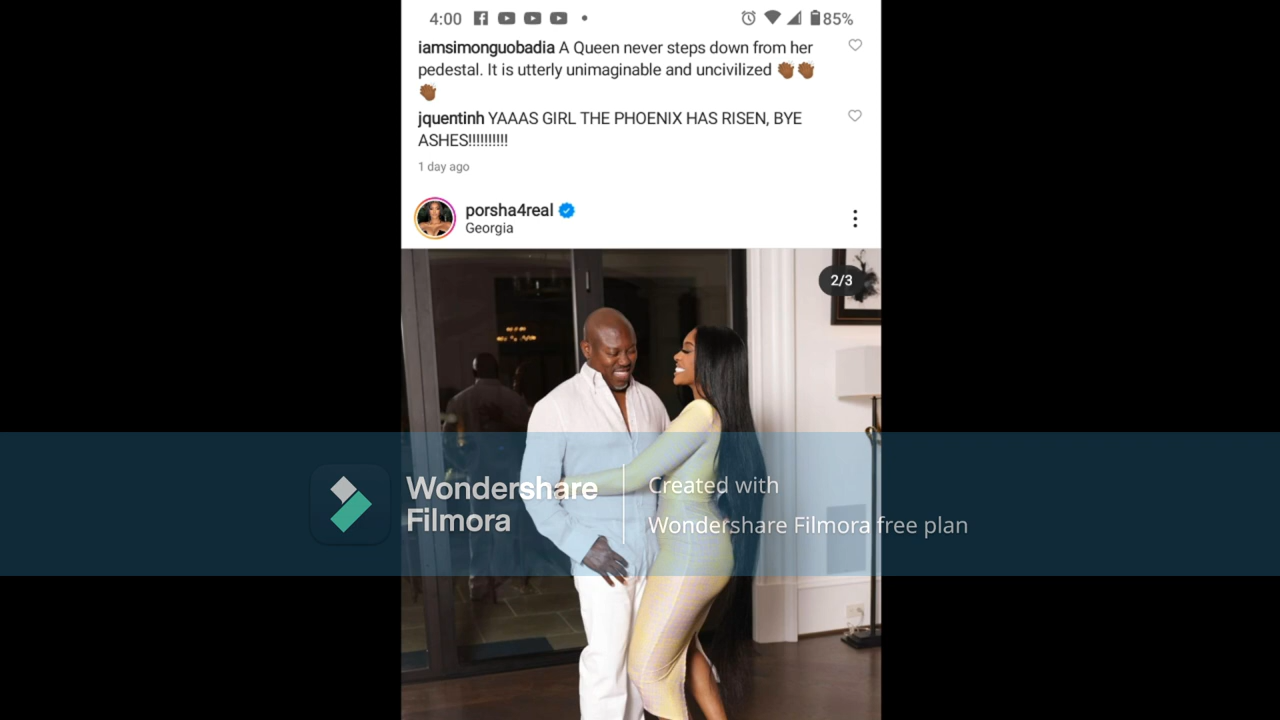 4:00 85%
iamsimonguobadia A Queen never steps down from her
pedestal. It is utterly unimaginable and uncivilized 👏🏾👏🏾
👏🏾
jquentinh YAAAS GIRL THE PHOENIX HAS RISEN, BYE
ASHES!!!!!!!!!!
1 day ago
porsha4real
Georgia
2/3
Wondershare
Filmora
Created with
Wondershare Filmora free plan